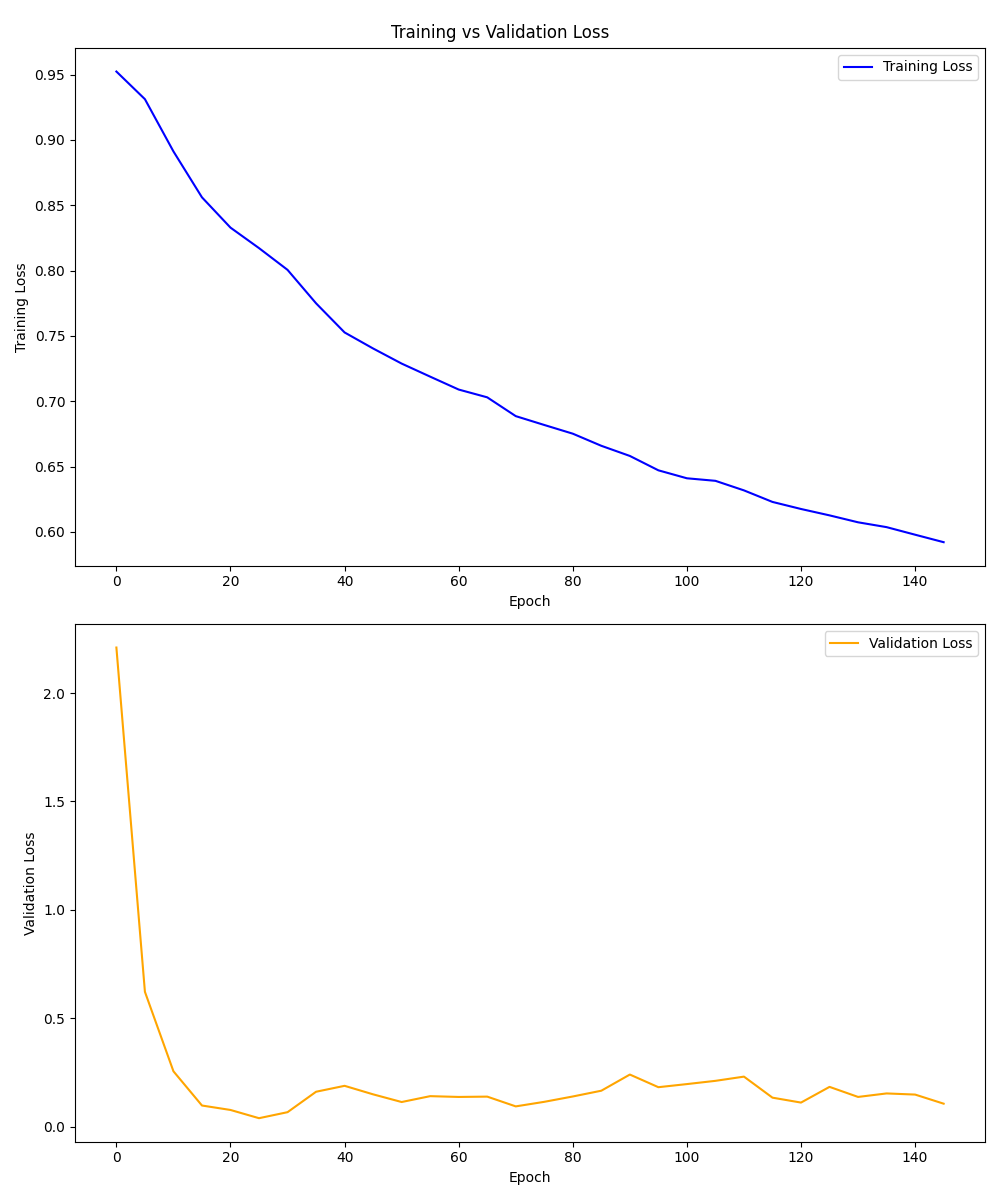 Training vs Validation Loss
Training Loss
0.95
0.90
0.85
0.80
0.75
0.70
0.65
0.60
Training Loss
0 20 40 60 80 100 120 140
Epoch
Validation Loss
2.0
1.5
1.0
0.5
0.0
Validation Loss
0 20 40 60 80 100 120 140
Epoch